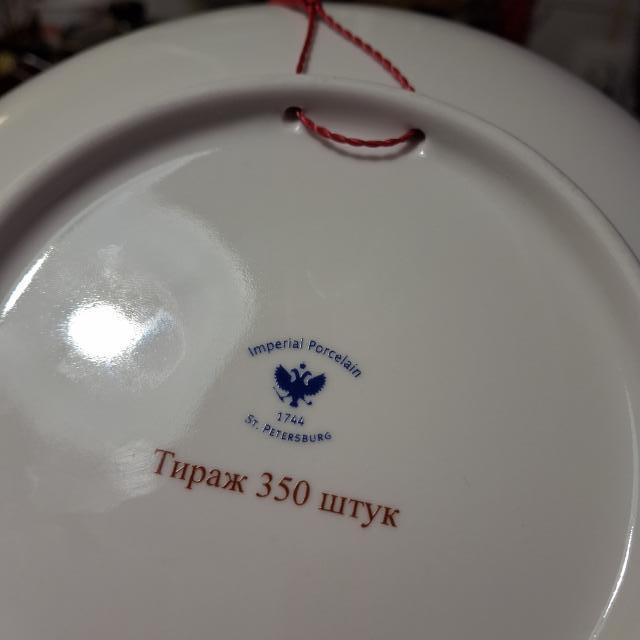 Imperial Porcelain
1744
St. Petersburg
Тираж 350 штук